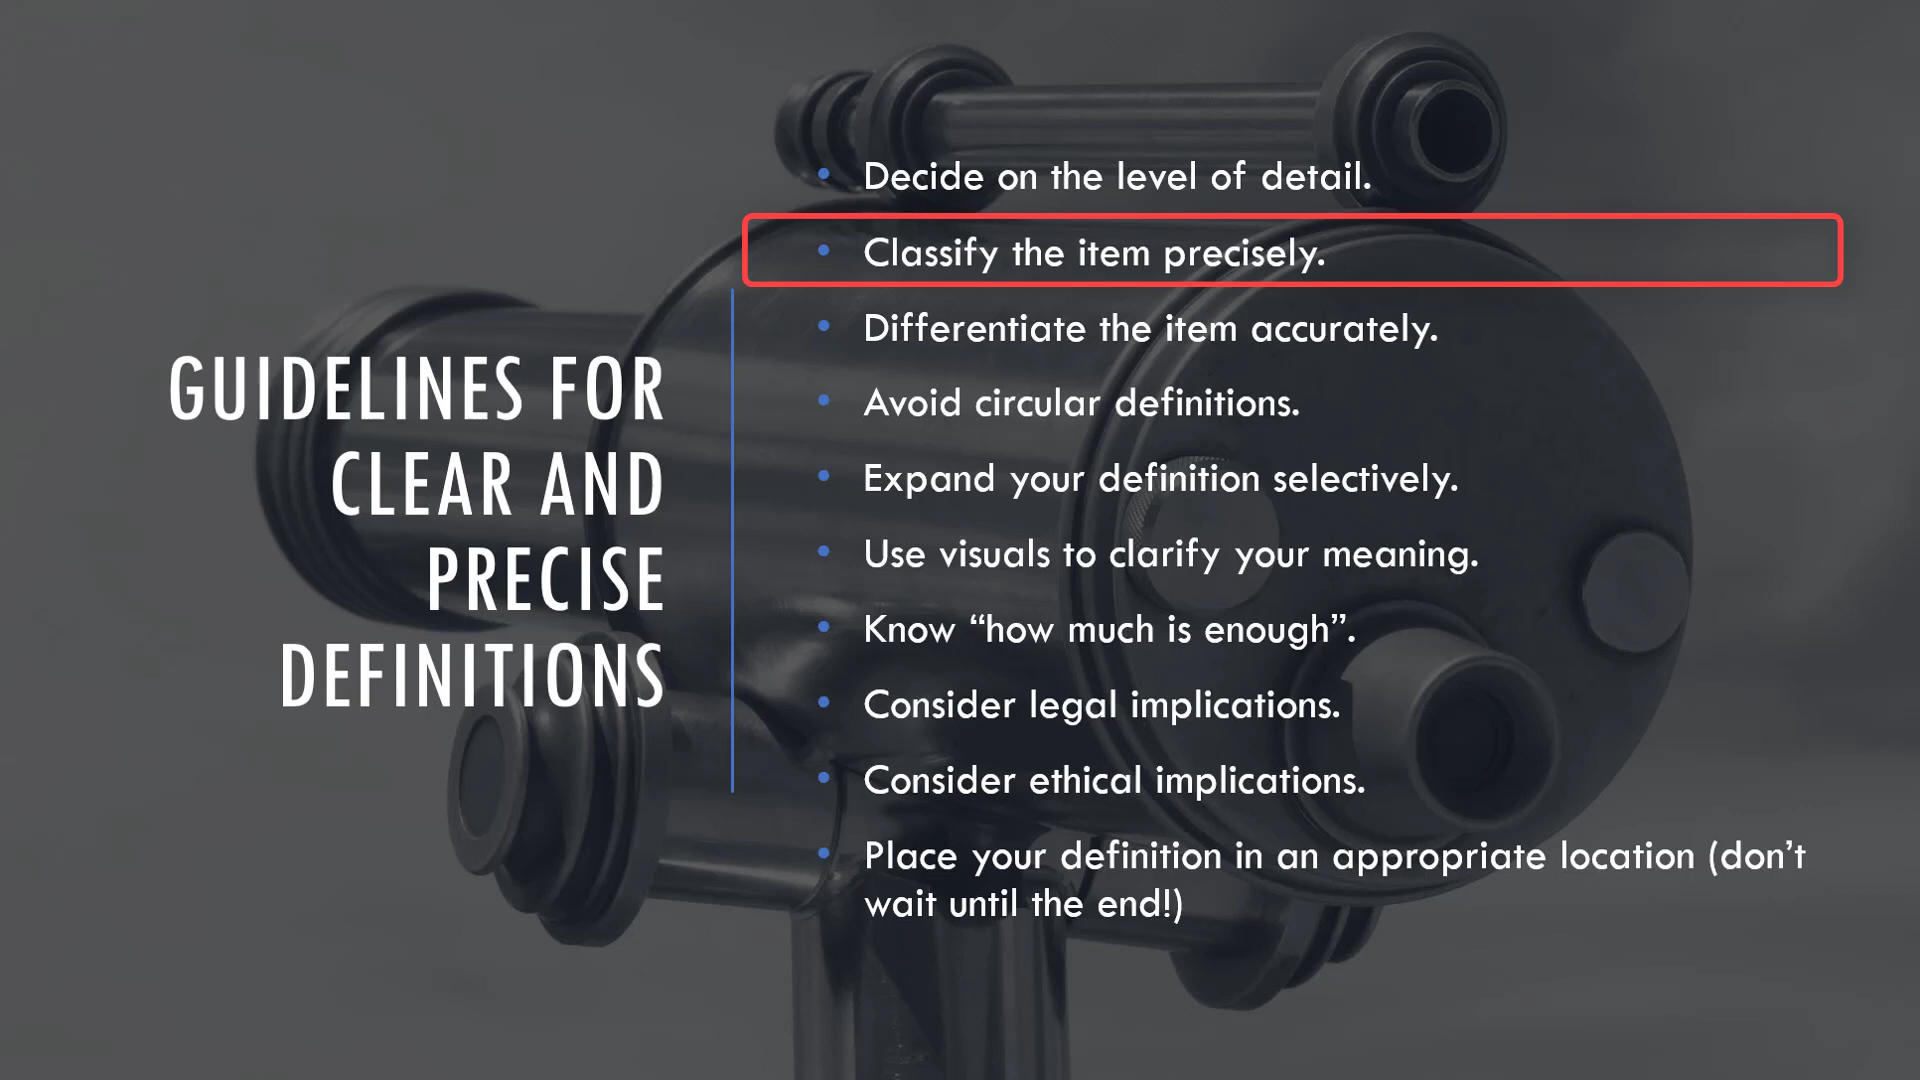 GUIDELINES FOR
CLEAR AND
PRECISE
DEFINITIONS
• Decide on the level of detail.
• Classify the item precisely.
• Differentiate the item accurately.
• Avoid circular definitions.
• Expand your definition selectively.
• Use visuals to clarify your meaning.
• Know “how much is enough”.
• Consider legal implications.
• Consider ethical implications.
• Place your definition in an appropriate location (don’t
wait until the end!)